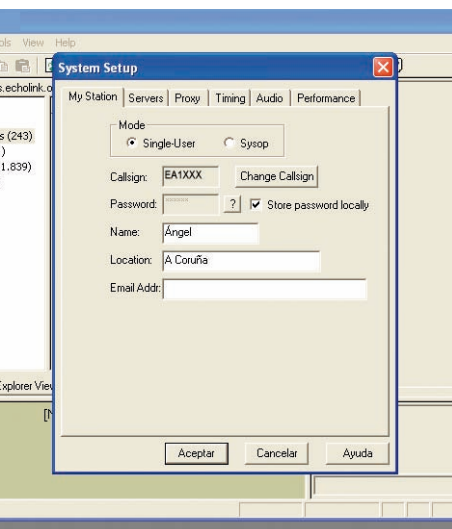 ols View Help
s.echolink.o
System Setup
My Station Servers Proxy Timing Audio Performance
s (243)
)
1.839)
Mode
Single-User Sysop
Callsign: EA1XXX Change Callsign
Password: ****** ? Store password locally
Name: Ángel
Location: A Coruña
Email Addr:
Explorer Vie
[N
Aceptar Cancelar Ayuda